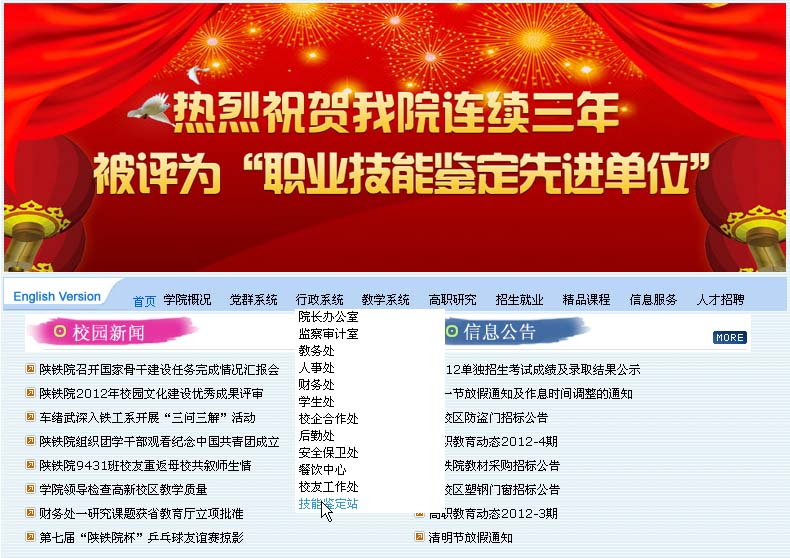 热烈祝贺我院连续三年
被评为“职业技能鉴定先进单位”
English Version 首页 学院概况 党群系统 行政系统 教学系统 高职研究 招生就业 精品课程 信息服务 人才招聘
校园新闻
陕铁院召开国家骨干建设任务完成情况汇报会
陕铁院2012年校园文化建设优秀成果评审
车绪武深入铁工系开展“三问三解”活动
陕铁院组织团学干部观看纪念中国共青团成立
陕铁院9431班校友重返母校共叙师生情
学院领导检查高新校区教学质量
财务处一研究课题获省教育厅立项批准
第七届“陕铁院杯”乒乓球友谊赛掠影
院长办公室
监察审计室
教务处
人事处
财务处
学生处
校企合作处
后勤处
安全保卫处
餐饮中心
校友工作处
技能鉴定站
信息公告
MORE
12单独招生考试成绩及录取结果公示
一节放假通知及作息时间调整的通知
校区防盗门招标公告
职教育动态2012-4期
铁院教材采购招标公告
校区塑钢门窗招标公告
高职教育动态2012-3期
清明节放假通知